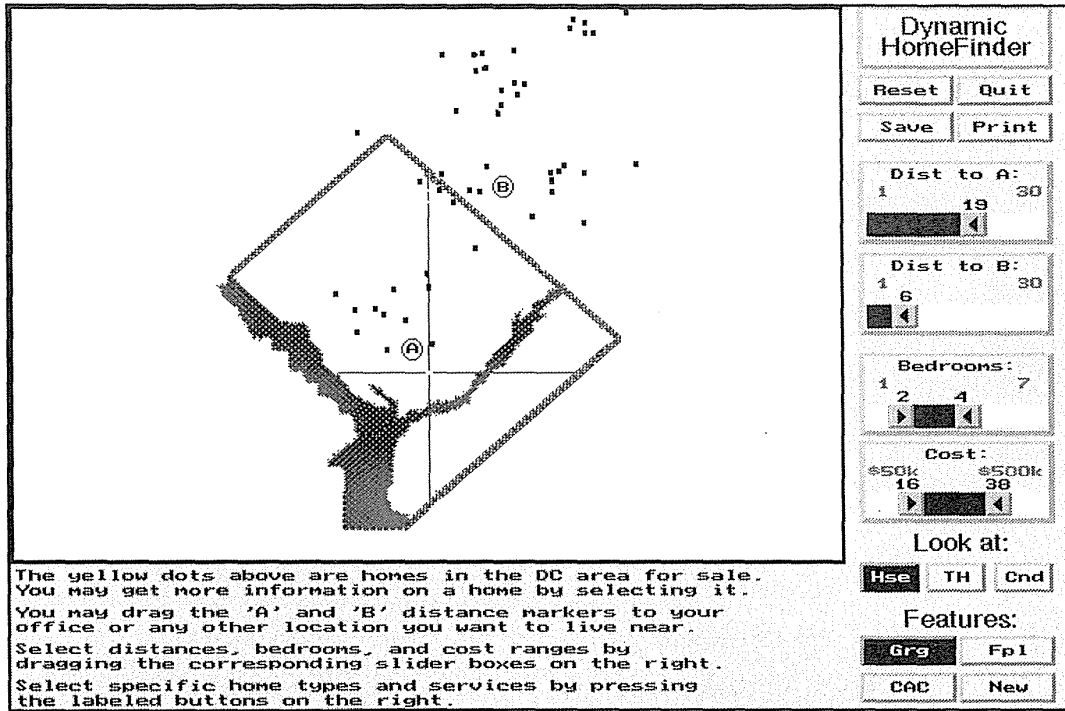 Dynamic
HomeFinder
Reset Quit
Save Print
Dist to A:
1 30
19
Dist to B:
1 30
6
Bedrooms:
1 7
2 4
Cost:
$50k $500k
16 38
Look at:
Hse TH Cnd
Features:
Grg Fpl
CAC New
B
A
The yellow dots above are homes in the DC area for sale.
You may get more information on a home by selecting it.
You may drag the 'A' and 'B' distance markers to your
office or any other location you want to live near.
Select distances, bedrooms, and cost ranges by
dragging the corresponding slider boxes on the right.
Select specific home types and services by pressing
the labeled buttons on the right.